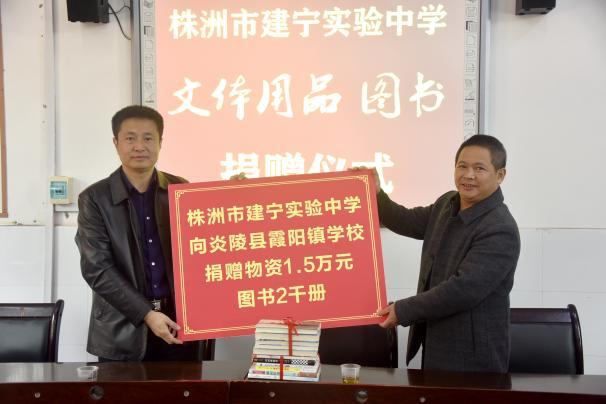 株洲市建宁实验中学
文体用品 图书
捐赠仪式
株洲市建宁实验中学
向炎陵县霞阳镇学校
捐赠物资1.5万元
图书2千册